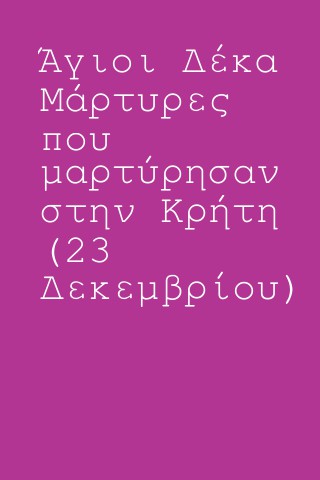 Άγιοι Δέκα
Μάρτυρες
που
μαρτύρησαν
στην Κρήτη
(23
Δεκεμβρίου)